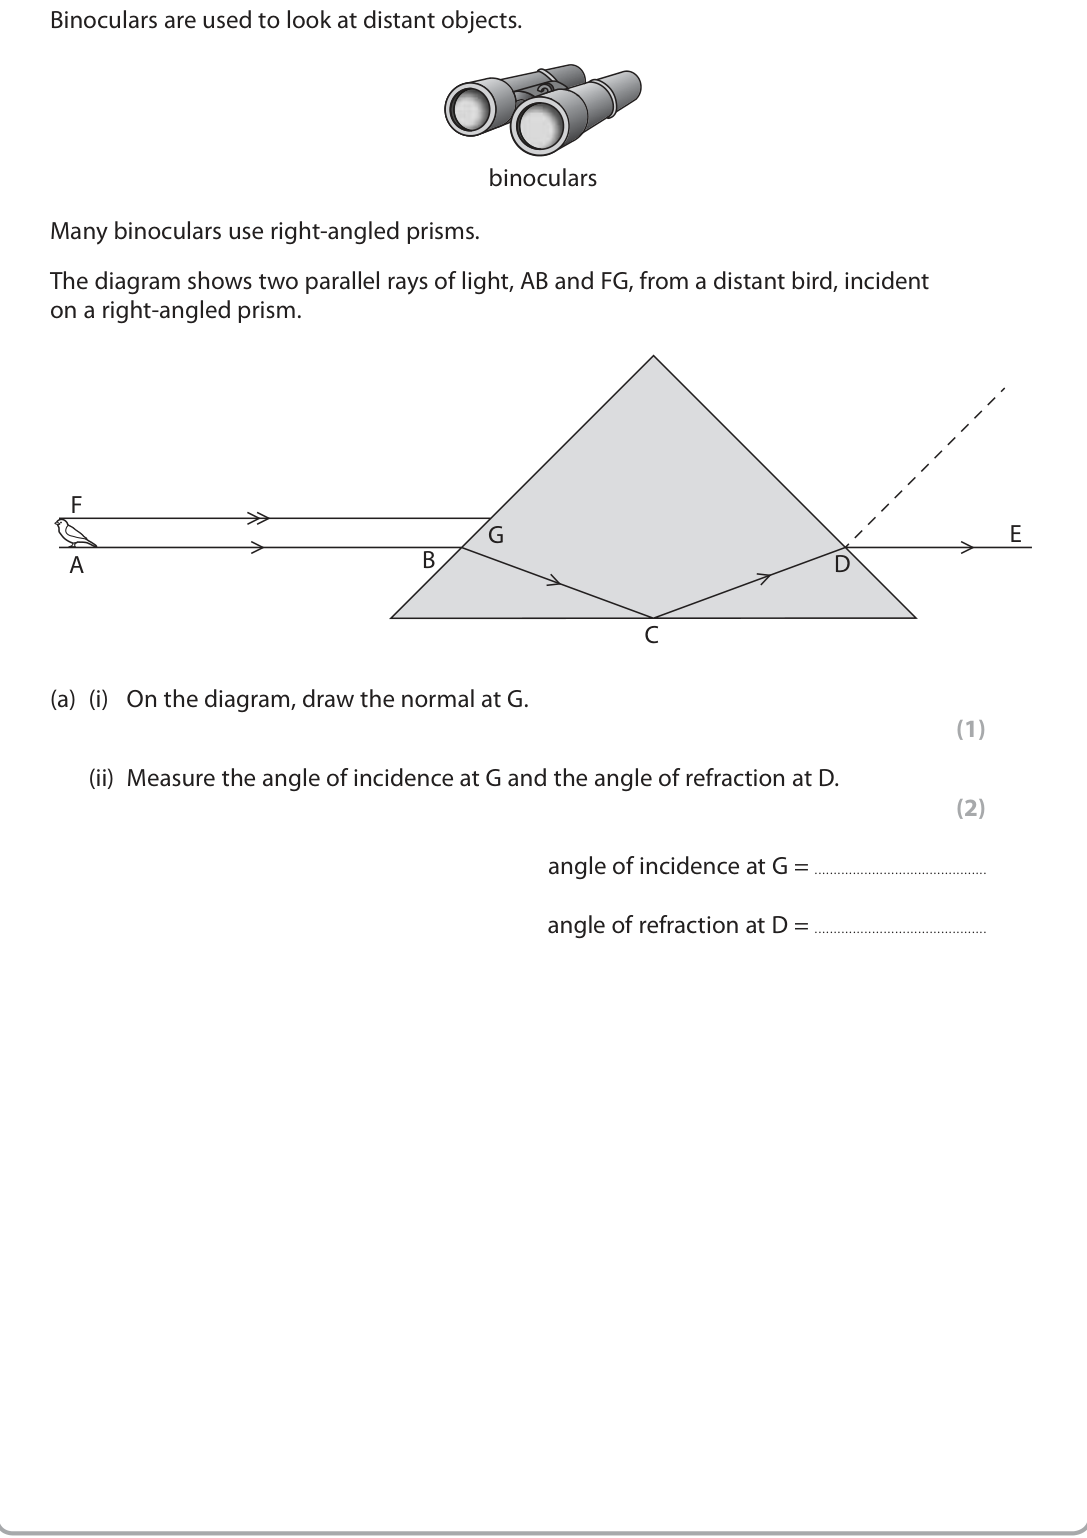 Binoculars are used to look at distant objects.
binoculars
Many binoculars use right-angled prisms.
The diagram shows two parallel rays of light, AB and FG, from a distant bird, incident
on a right-angled prism.
F
G
E
A
B
D
C
(a) (i) On the diagram, draw the normal at G.
(1)
(ii) Measure the angle of incidence at G and the angle of refraction at D.
(2)
angle of incidence at G = ............................................
angle of refraction at D = ............................................